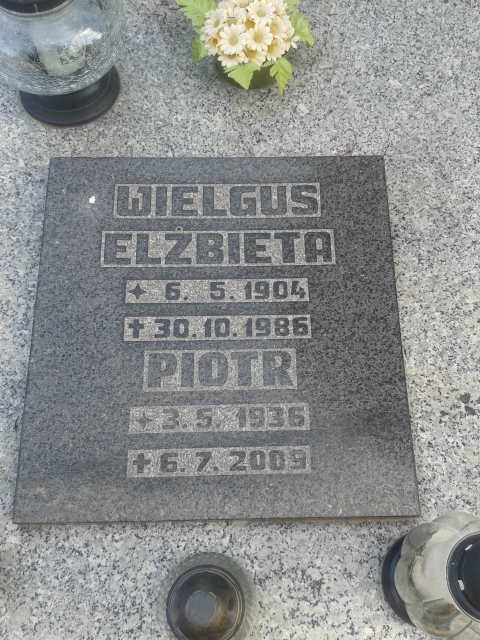 WIELGUS
ELŻBIETA
✦ 6. 5. 1904
✝ 30.10.1986
PIOTR
✦ 3. 5. 1936
✝ 6. 7. 2009